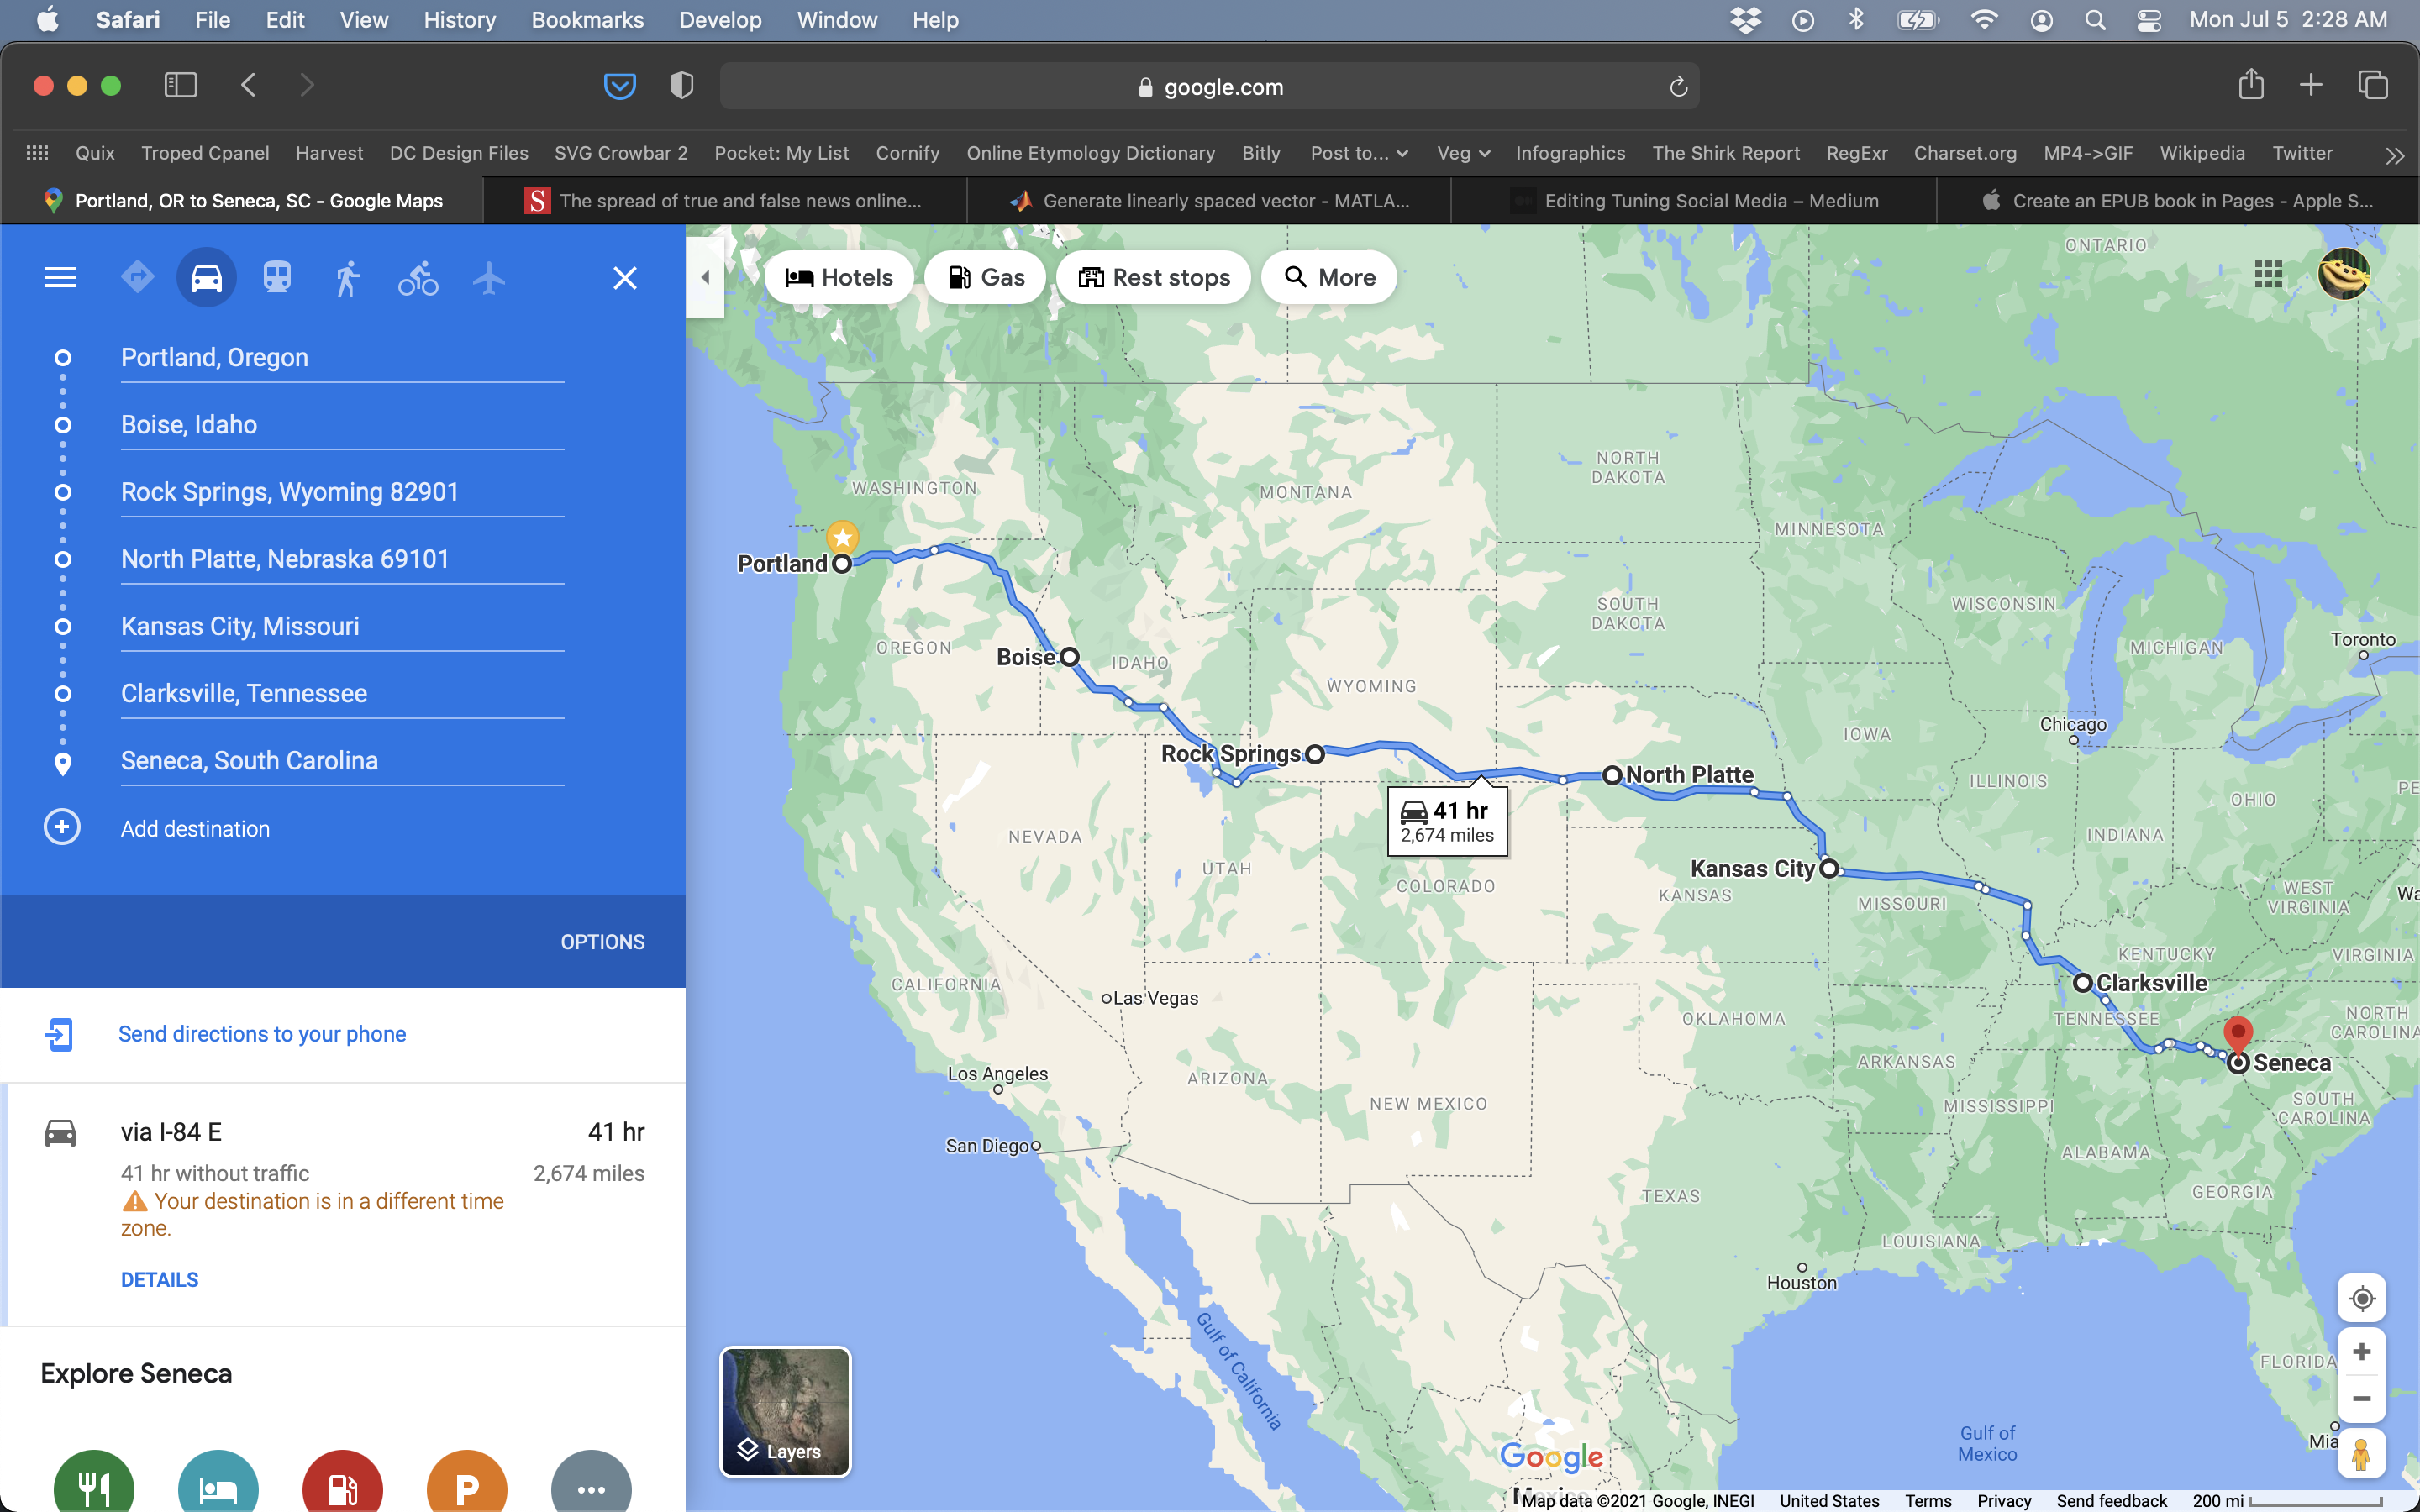 Safari File Edit View History Bookmarks Develop Window Help Mon Jul 5 2:28 AM
google.com
Quix Troped Cpanel Harvest DC Design Files SVG Crowbar 2 Pocket: My List Cornify Online Etymology Dictionary Bitly Post to... Veg Infographics The Shirk Report RegExr Charset.org MP4->GIF Wikipedia Twitter
Portland, OR to Seneca, SC - Google Maps
S The spread of true and false news online...
Generate linearly spaced vector - MATLA...
Editing Tuning Social Media – Medium
Create an EPUB book in Pages - Apple S...
Portland, Oregon
Boise, Idaho
Rock Springs, Wyoming 82901
North Platte, Nebraska 69101
Kansas City, Missouri
Clarksville, Tennessee
Seneca, South Carolina
Add destination
OPTIONS
Send directions to your phone
via I-84 E 41 hr
41 hr without traffic 2,674 miles
Your destination is in a different time
zone.
DETAILS
Explore Seneca
P
Hotels Gas 24 Rest stops More
ONTARIO
WASHINGTON
MONTANA
NORTH
DAKOTA
MINNESOTA
Portland
SOUTH
DAKOTA
WISCONSIN
OREGON
MICHIGAN
Toronto
Boise
IDAHO
WYOMING
Chicago
IOWA
Rock Springs
North Platte
ILLINOIS
OHIO
PE
41 hr
2,674 miles
NEVADA
UTAH
INDIANA
Kansas City
COLORADO
KANSAS
MISSOURI
WEST
VIRGINIA
Wa
KENTUCKY
VIRGINIA
CALIFORNIA
Las Vegas
Clarksville
OKLAHOMA
TENNESSEE
NORTH
CAROLINA
Los Angeles
ARIZONA
ARKANSAS
Seneca
NEW MEXICO
MISSISSIPPI
SOUTH
CAROLINA
San Diego
ALABAMA
TEXAS
GEORGIA
LOUISIANA
Houston
Gulf of California
FLORIDA
Gulf of
Mexico
Mia
Layers
Google
Mexico
Map data ©2021 Google, INEGI United States Terms Privacy Send feedback 200 mi